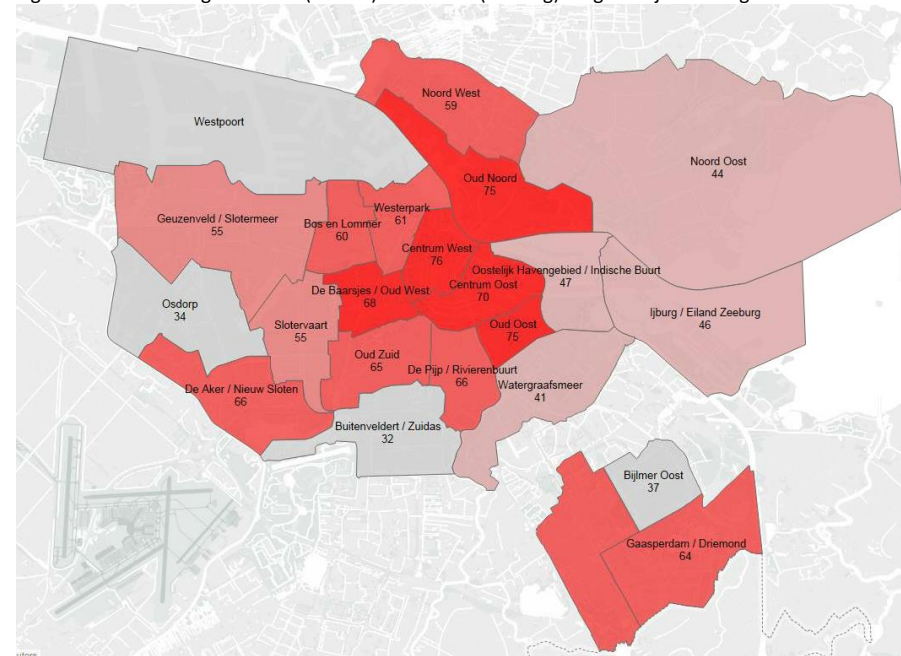 Noord West
59
Westpoort
Noord Oost
44
Oud Noord
75
Geuzenveld / Slotermeer
55
Westerpark
61
Bos en Lommer
60
Centrum West
76
Oostelijk Havengebied / Indische Buurt
47
De Baarsjes / Oud West
68
Centrum Oost
70
Osdorp
34
Ijburg / Eiland Zeeburg
46
Slotervaart
55
Oud Oost
75
Oud Zuid
65
De Pijp / Rivierenbuurt
66
De Aker / Nieuw Sloten
66
Watergraafsmeer
41
Buitenveldert / Zuidas
32
Bijlmer Oost
37
Gaasperdam / Driemond
64